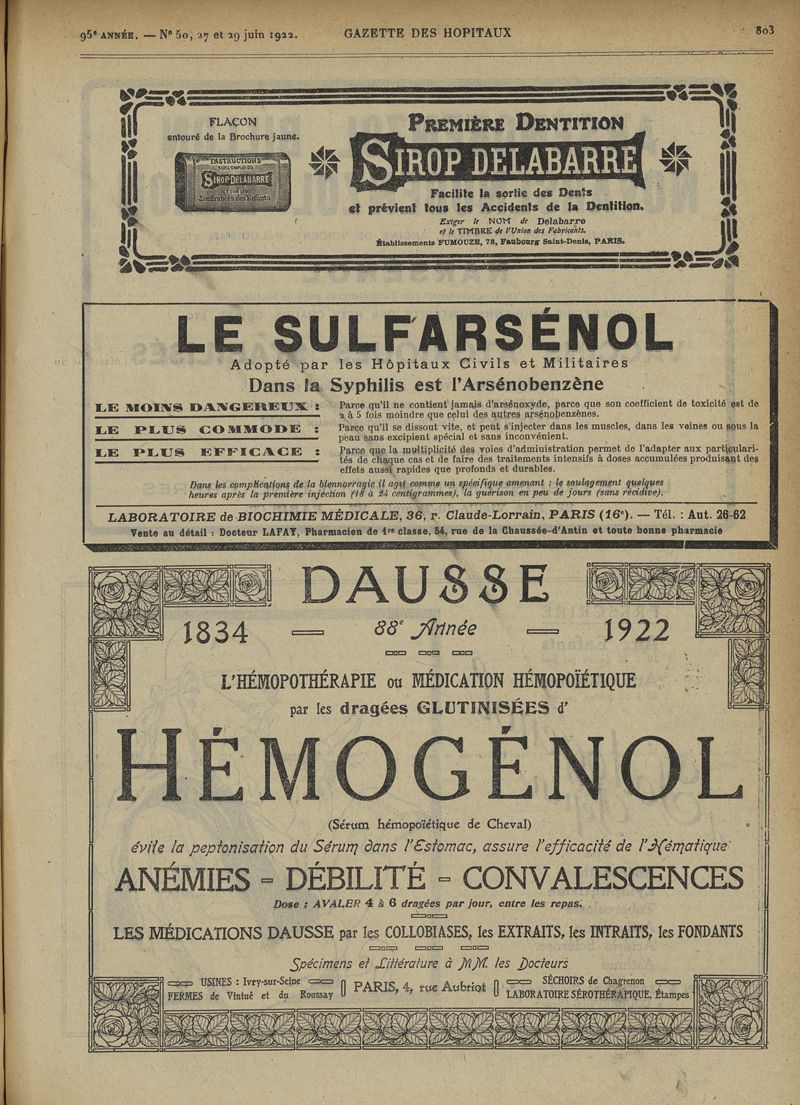 95e ANNÉE. — No 50, 27 et 29 juin 1922. GAZETTE DES HOPITAUX 803
FLACON
entouré de la Brochure jaune.
INSTRUCTIONS
SIROP DELABARRE
PREMIÈRE DENTITION
SIROP DELABARRE
Facilite la sortie des Dents
et prévient tous les Accidents de la Dentition.
Exiger le NOM de Delabarre
et le TIMBRE de l'Union des Fabricants.
Établissements FUMOUZE, 78, Faubourg Saint-Denis, PARIS.
LE SULFARSÉNOL
Adopté par les Hôpitaux Civils et Militaires
Dans la Syphilis est l'Arsénobenzène
LE MOINS DANGEREUX : Parce qu'il ne contient jamais d'arsénoxyde, parce que son coefficient de toxicité est de
2 à 5 fois moindre que celui des autres arsénobenzènes.
LE PLUS COMMODE : Parce qu'il se dissout vite, et peut s'injecter dans les muscles, dans les veines ou sous la
peau sans excipient spécial et sans inconvénient.
LE PLUS EFFICACE : Parce que la multiplicité des voies d'administration permet de l'adapter aux particulari-
tés de chaque cas et de faire des traitements intensifs à doses accumulées produisant des
effets aussi rapides que profonds et durables.
Dans les complications de la blennorragie il agit comme un spécifique amenant : le soulagement quelques
heures après la première injection (18 à 24 centigrammes), la guérison en peu de jours (sans récidive).
LABORATOIRE de BIOCHIMIE MÉDICALE, 36, r. Claude-Lorrain, PARIS (16e). — Tél. : Aut. 26-62
Vente au détail : Docteur LAFAY, Pharmacien de 1re classe, 54, rue de la Chaussée-d'Antin et toute bonne pharmacie
DAUSSE
1834 — 88e Année — 1922
L'HÉMOPOTHÉRAPIE ou MÉDICATION HÉMOPOÏÉTIQUE
par les dragées GLUTINISÉES d'
HÉMOGÉNOL
(Sérum hémopoïétique de Cheval)
évite la peptonisation du Sérum dans l'Estomac, assure l'efficacité de l'Hématique
ANÉMIES - DÉBILITÉ - CONVALESCENCES
Dose : AVALER 4 à 6 dragées par jour, entre les repas.
LES MÉDICATIONS DAUSSE par les COLLOBIASES, les EXTRAITS, les INTRAITS, les FONDANTS
Spécimens et Littérature à MM. les Docteurs
USINES : Ivry-sur-Seine
FERMES de Vintué et du Roussay
PARIS, 4, rue Aubriot
SÉCHOIRS de Chagrenon
LABORATOIRE SÉROTHÉRAPIQUE, Étampes